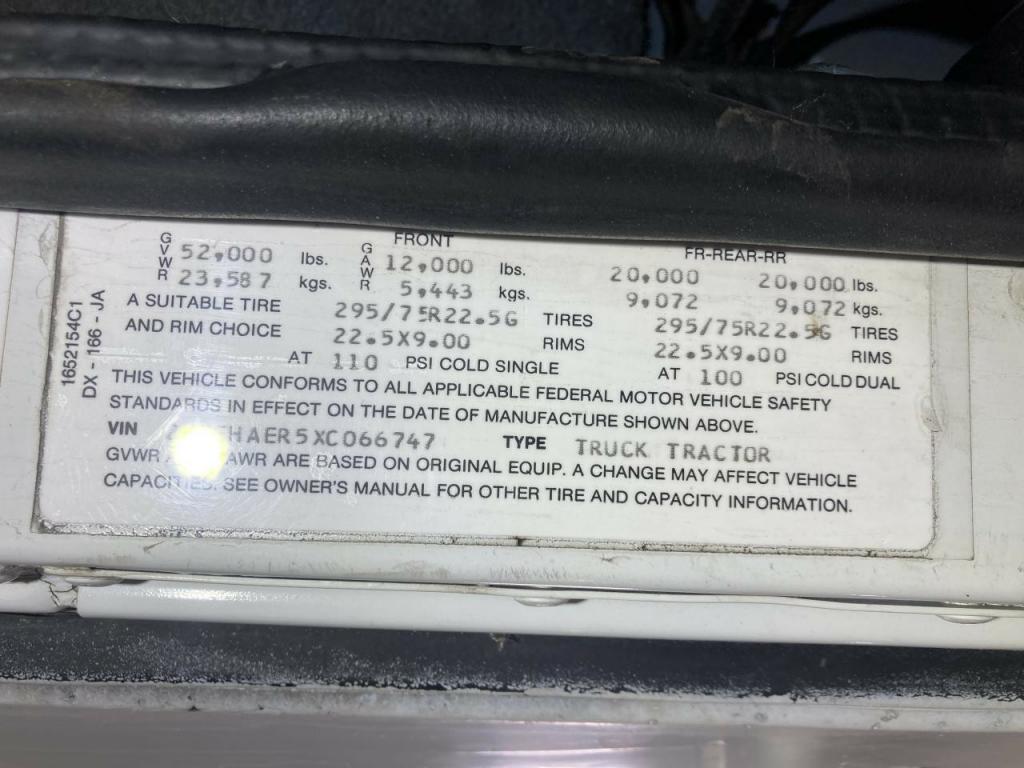 FRONT FR-REAR-RR
GVWR 52,000 lbs. GAWR 12,000 lbs. 20,000 20,000 lbs.
23,587 kgs. 5,443 kgs. 9,072 9,072 kgs.
A SUITABLE TIRE 295/75R22.5G TIRES 295/75R22.5G TIRES
AND RIM CHOICE 22.5X9.00 RIMS 22.5X9.00 RIMS
AT 110 PSI COLD SINGLE AT 100 PSI COLD DUAL
THIS VEHICLE CONFORMS TO ALL APPLICABLE FEDERAL MOTOR VEHICLE SAFETY
STANDARDS IN EFFECT ON THE DATE OF MANUFACTURE SHOWN ABOVE.
VIN HAER5XC066747 TYPE TRUCK TRACTOR
GVWR AWR ARE BASED ON ORIGINAL EQUIP. A CHANGE MAY AFFECT VEHICLE
CAPACITIES. SEE OWNER'S MANUAL FOR OTHER TIRE AND CAPACITY INFORMATION.
1652154C1
DX - 166 - JA